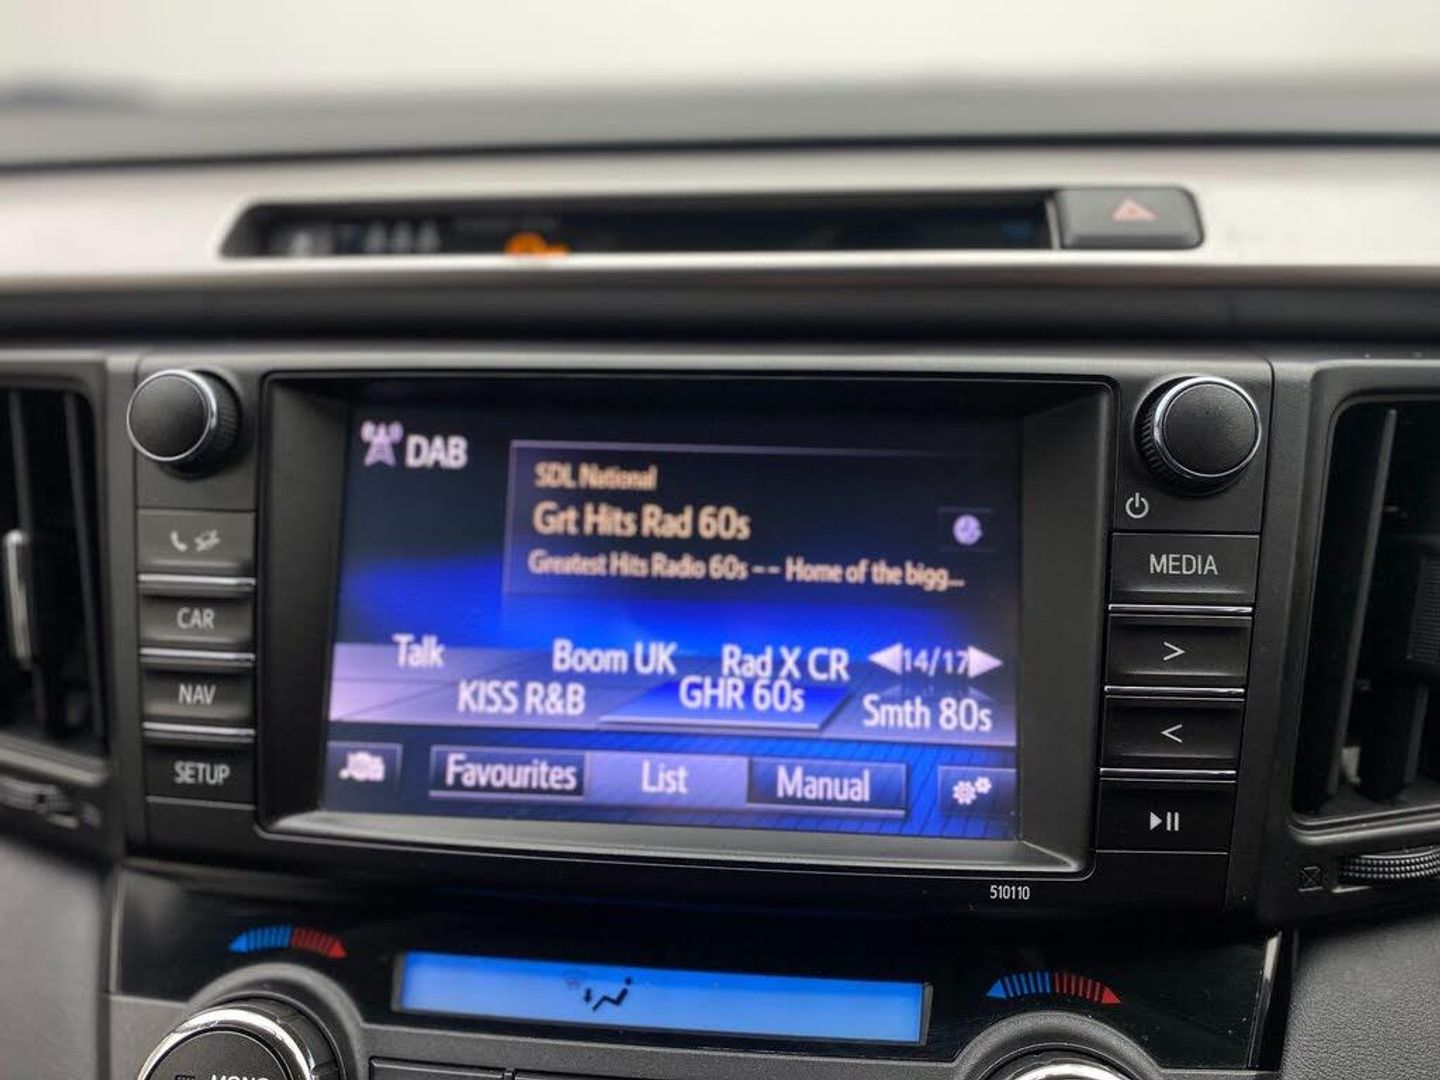 DAB
SDL National
Grt Hits Rad 60s
Greatest Hits Radio 60s -- Home of the bigg...
Talk
Boom UK
Rad X CR
14/17
KISS R&B
GHR 60s
Smth 80s
Favourites
List
Manual
CAR
NAV
SETUP
MEDIA
>
<
510110
MONO